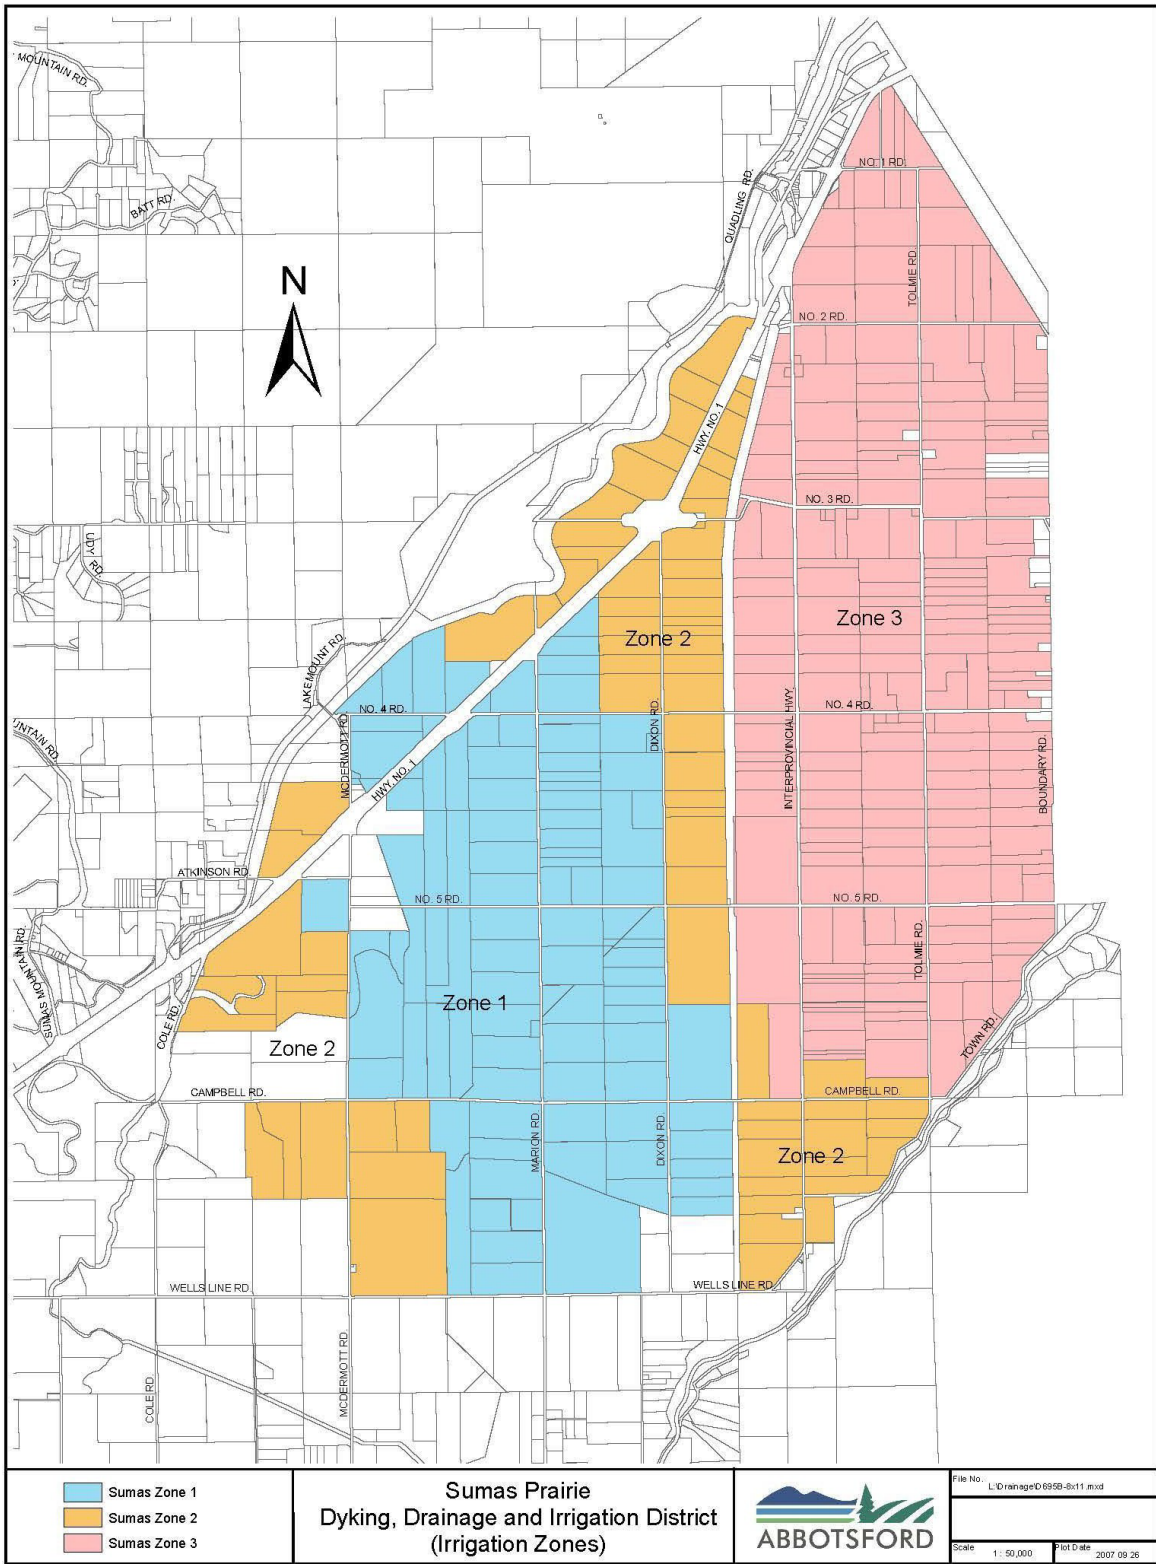 MOUNTAIN RD.
BATT RD.
QUADLING RD.
NO. 1 RD.
TOLMIE RD.
N
NO. 2 RD.
HWY. NO. 1
NO. 3 RD.
UDY RD.
Zone 3
Zone 2
LAKEMOUNT RD.
NO. 4 RD.
NO. 4 RD.
MCDERMOTT RD.
DIXON RD.
INTERPROVINCIAL HWY.
BOUNDARY RD.
UNTAIN RD.
HWY. NO. 1
ATKINSON RD.
NO. 5 RD.
NO. 5 RD.
SUMAS MOUNTAIN RD.
TOLMIE RD.
Zone 1
COLE RD.
Zone 2
TOWN RD.
CAMPBELL RD.
CAMPBELL RD.
MARION RD.
DIXON RD.
Zone 2
WELLS LINE RD.
WELLS LINE RD.
MCDERMOTT RD.
COLE RD.
Sumas Zone 1
Sumas Zone 2
Sumas Zone 3
Sumas Prairie
Dyking, Drainage and Irrigation District
(Irrigation Zones)
ABBOTSFORD
File No.
L:\Drainage\D695B-8x11.mxd
Scale
1 : 50,000
Plot Date
2007 09 26